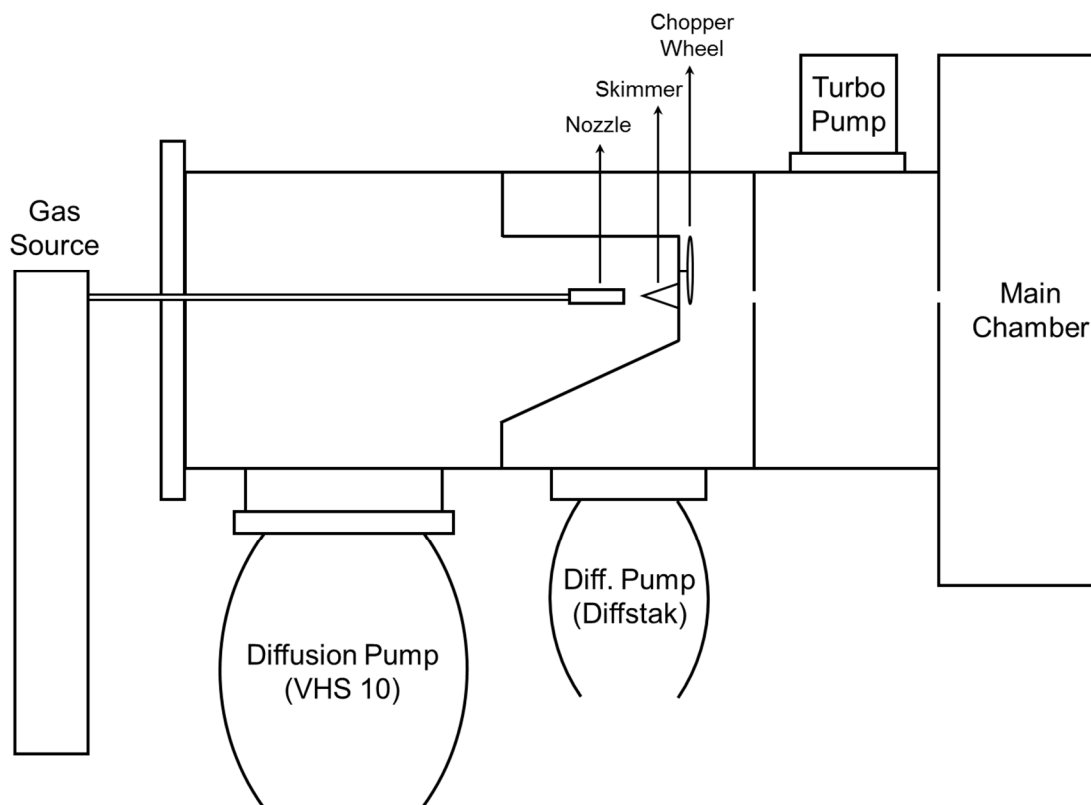 Chopper
Wheel
Skimmer
Nozzle
Turbo
Pump
Gas
Source
Main
Chamber
Diff. Pump
(Diffstak)
Diffusion Pump
(VHS 10)